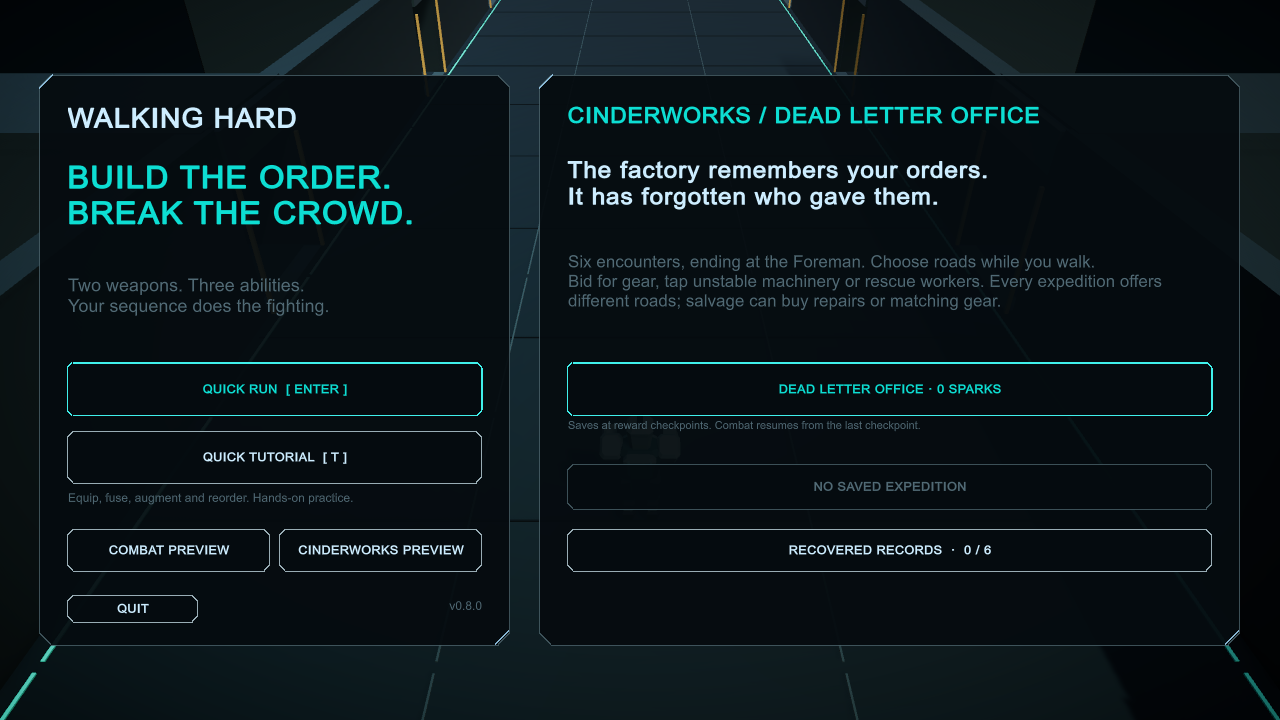 WALKING HARD
BUILD THE ORDER.
BREAK THE CROWD.
Two weapons. Three abilities.
Your sequence does the fighting.
QUICK RUN [ ENTER ]
QUICK TUTORIAL [ T ]
Equip, fuse, augment and reorder. Hands-on practice.
COMBAT PREVIEW
CINDERWORKS PREVIEW
QUIT
v0.8.0
CINDERWORKS / DEAD LETTER OFFICE
The factory remembers your orders.
It has forgotten who gave them.
Six encounters, ending at the Foreman. Choose roads while you walk.
Bid for gear, tap unstable machinery or rescue workers. Every expedition offers
different roads; salvage can buy repairs or matching gear.
DEAD LETTER OFFICE · 0 SPARKS
Saves at reward checkpoints. Combat resumes from the last checkpoint.
NO SAVED EXPEDITION
RECOVERED RECORDS · 0 / 6